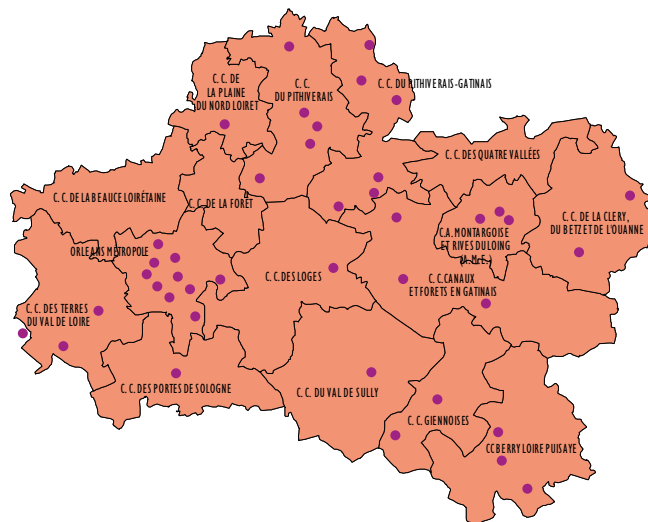 C. C. DE
LA PLAINE
DU NORD LOIRET
C. C.
DU PITHIVERAIS
C. C. DU PITHIVERAIS-GATINAIS
C. C. DES QUATRE VALLÉES
C. C. DE LA BEAUCE LOIRÉTAINE
C. C. DE LA FORÊT
C.A. MONTARGOISE
ET RIVES DU LONG
(A.M.E.)
C. C. DE LA CLERY,
DU BETZ ET DE L'OUANNE
ORLEANS METROPOLE
C. C. DES LOGES
C. C. CANAUX
ET FORETS EN GATINAIS
C. C. DES TERRES
DU VAL DE LOIRE
C. C. DES PORTES DE SOLOGNE
C. C. DU VAL DE SULLY
C. C. GIENNOISES
CC BERRY LOIRE PUISAYE